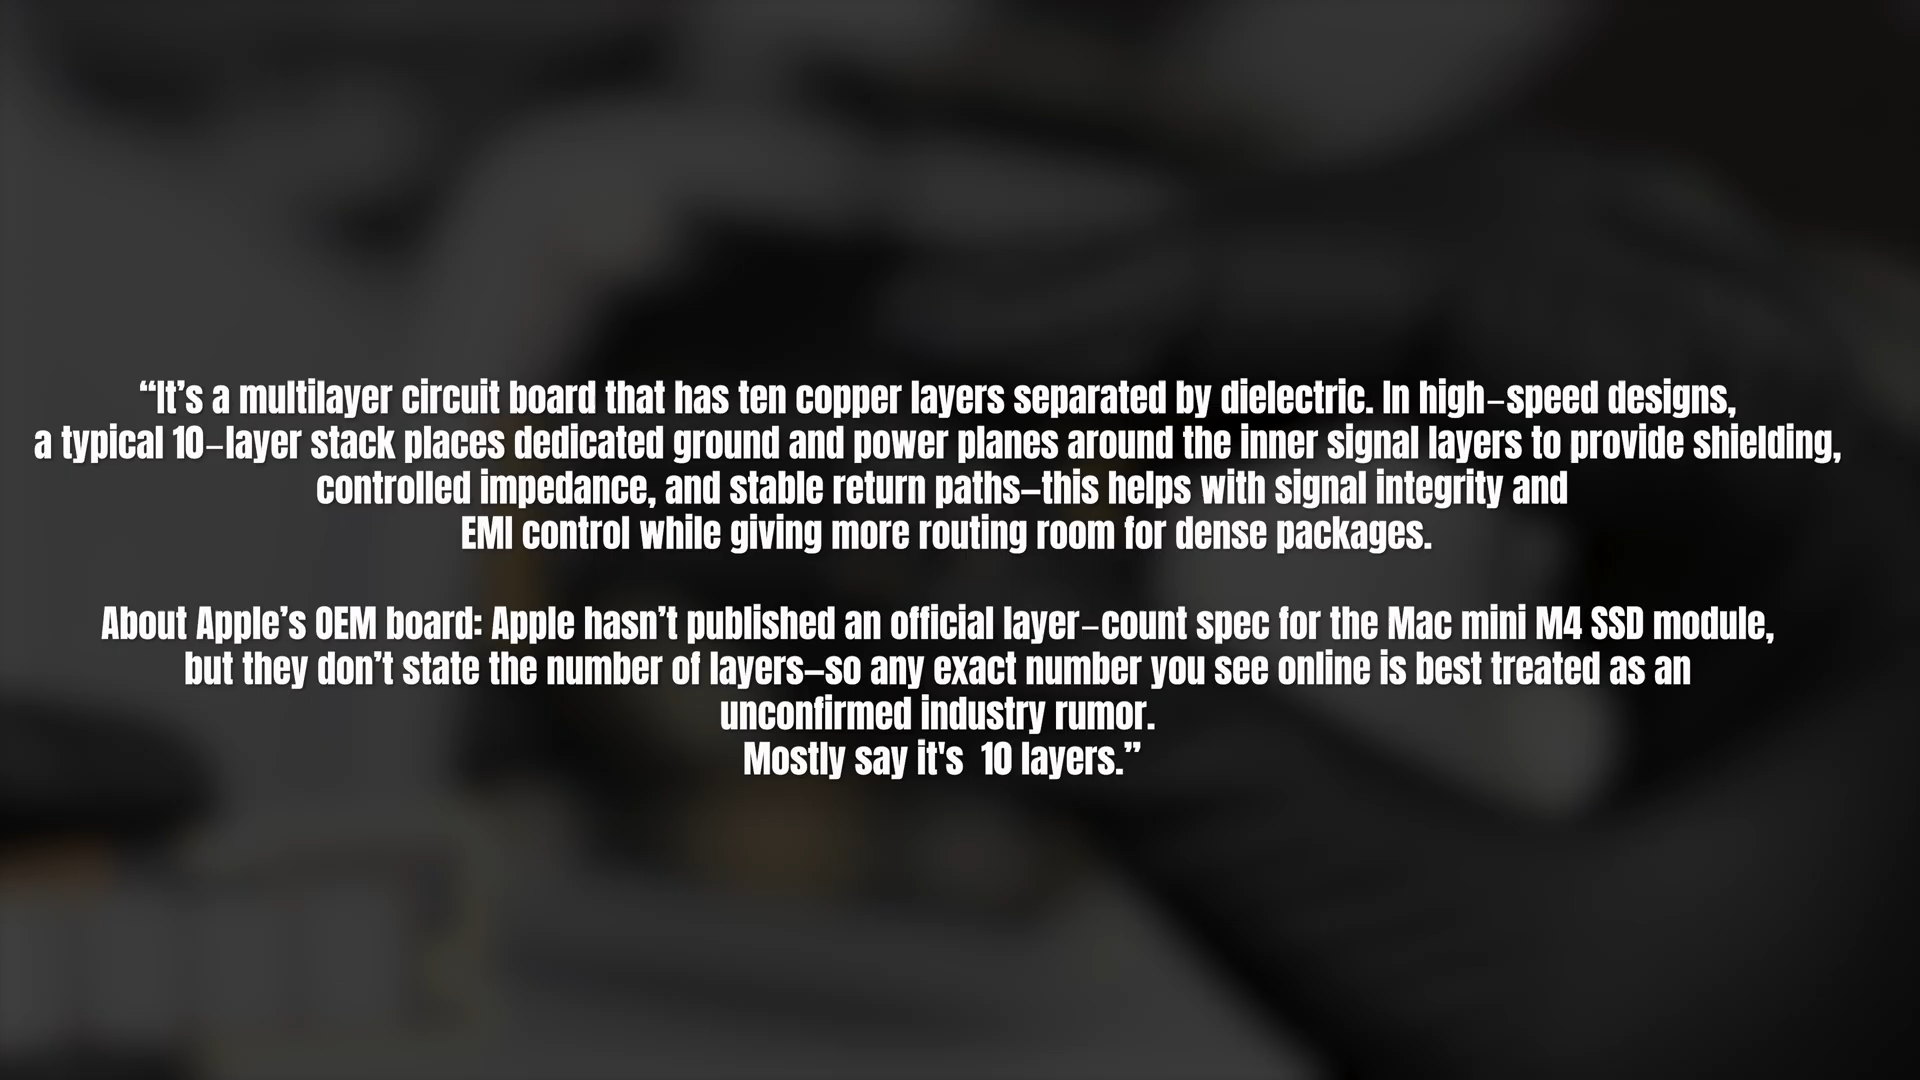 “It’s a multilayer circuit board that has ten copper layers separated by dielectric. In high–speed designs,
a typical 10–layer stack places dedicated ground and power planes around the inner signal layers to provide shielding,
controlled impedance, and stable return paths—this helps with signal integrity and
EMI control while giving more routing room for dense packages.
About Apple’s OEM board: Apple hasn’t published an official layer–count spec for the Mac mini M4 SSD module,
but they don’t state the number of layers—so any exact number you see online is best treated as an
unconfirmed industry rumor.
Mostly say it's  10 layers.”